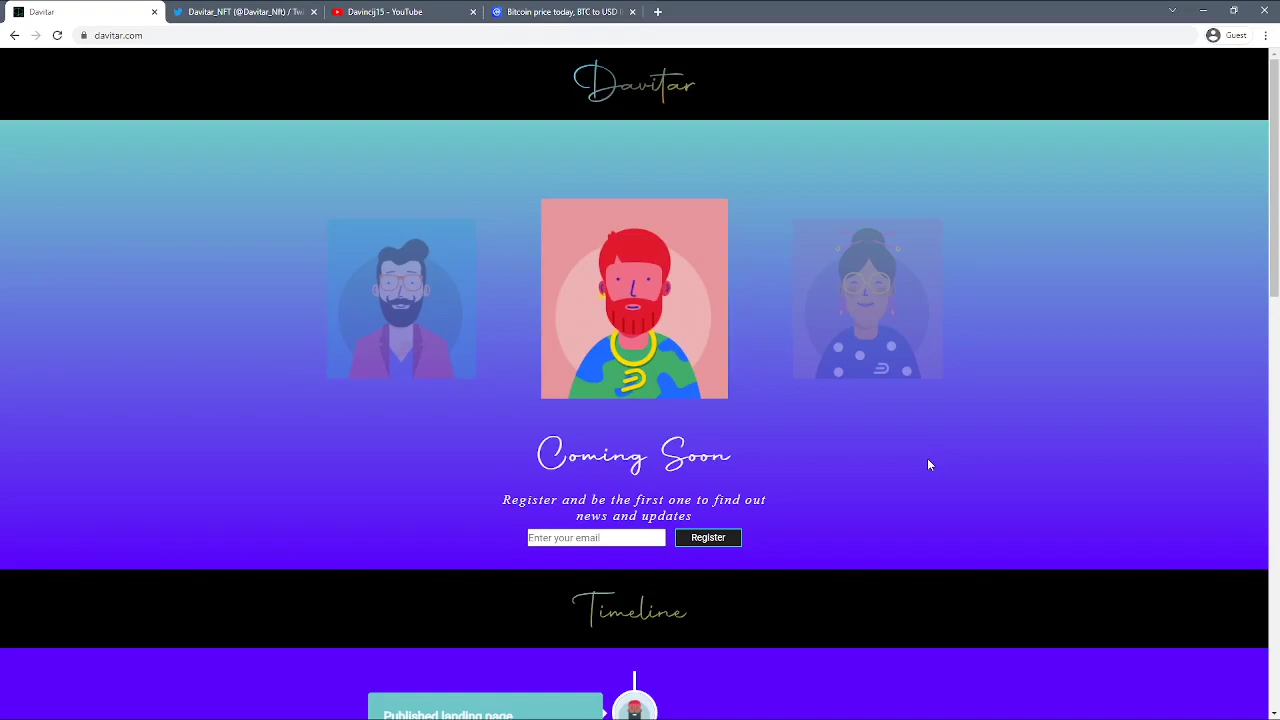 Davitar
Davitar_NFT (@Davitar_Nft) / Twi
Davincij15 - YouTube
Bitcoin price today, BTC to USD
davitar.com
Guest
Davitar
Coming Soon
Register and be the first one to find out
news and updates
Enter your email
Register
Timeline
Published landing page